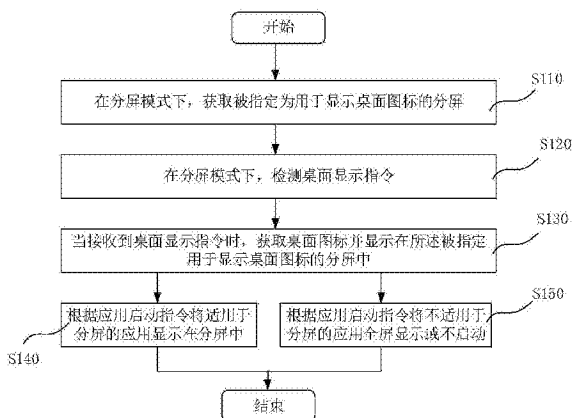 开始
在分屏模式下，获取被指定为用于显示桌面图标的分屏
S110
在分屏模式下，检测桌面显示指令
S120
当接收到桌面显示指令时，获取桌面图标并显示在所述被指定
用于显示桌面图标的分屏中
S130
根据应用启动指令将适用于
分屏的应用显示在分屏中
S140
根据应用启动指令将不适用于
分屏的应用全屏显示或不启动
S150
结束